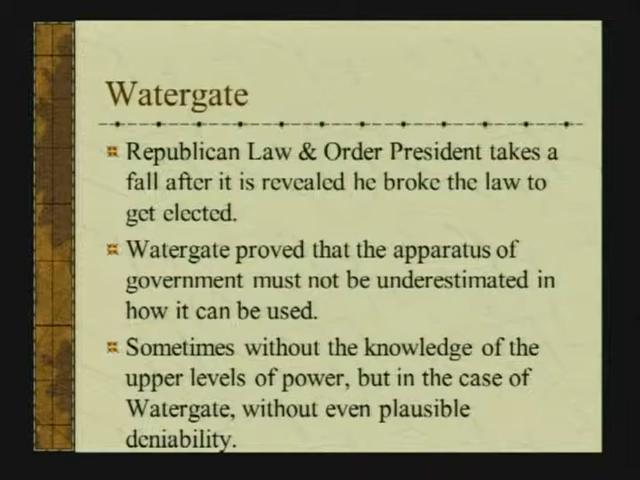 Watergate
Republican Law & Order President takes a
fall after it is revealed he broke the law to
get elected.
Watergate proved that the apparatus of
government must not be underestimated in
how it can be used.
Sometimes without the knowledge of the
upper levels of power, but in the case of
Watergate, without even plausible
deniability.